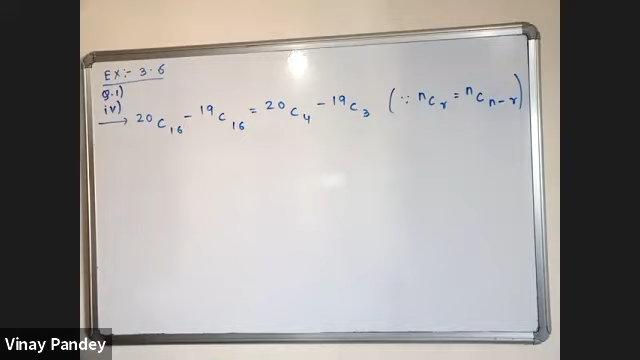 Ex:- 3.6
Q.1)
iv)
→ ²⁰C₁₆ - ¹⁹C₁₆ = ²⁰C₄ - ¹⁹C₃ (∵ ⁿCᵣ = ⁿCₙ₋ᵣ)
Vinay Pandey